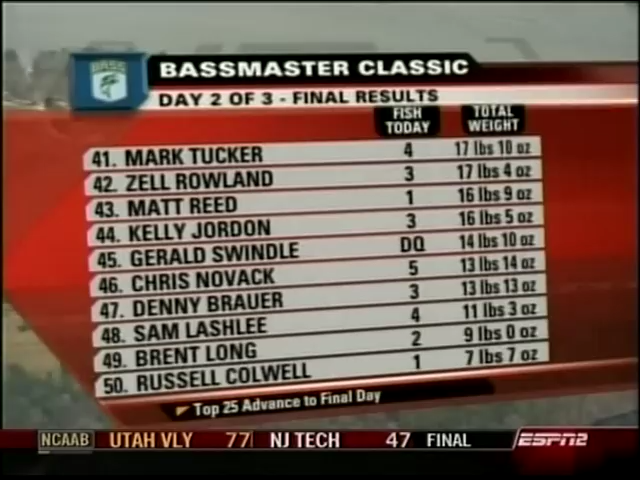 BASS
BASSMASTER CLASSIC
DAY 2 OF 3 - FINAL RESULTS
FISH TODAY TOTAL WEIGHT
41. MARK TUCKER 4 17 lbs 10 oz
42. ZELL ROWLAND 3 17 lbs 4 oz
43. MATT REED 1 16 lbs 9 oz
44. KELLY JORDON 3 16 lbs 5 oz
45. GERALD SWINDLE DQ 14 lbs 10 oz
46. CHRIS NOVACK 5 13 lbs 14 oz
47. DENNY BRAUER 3 13 lbs 13 oz
48. SAM LASHLEE 4 11 lbs 3 oz
49. BRENT LONG 2 9 lbs 0 oz
50. RUSSELL COLWELL 1 7 lbs 7 oz
Top 25 Advance to Final Day
NCAAB UTAH VLY 77 NJ TECH 47 FINAL ESPN2